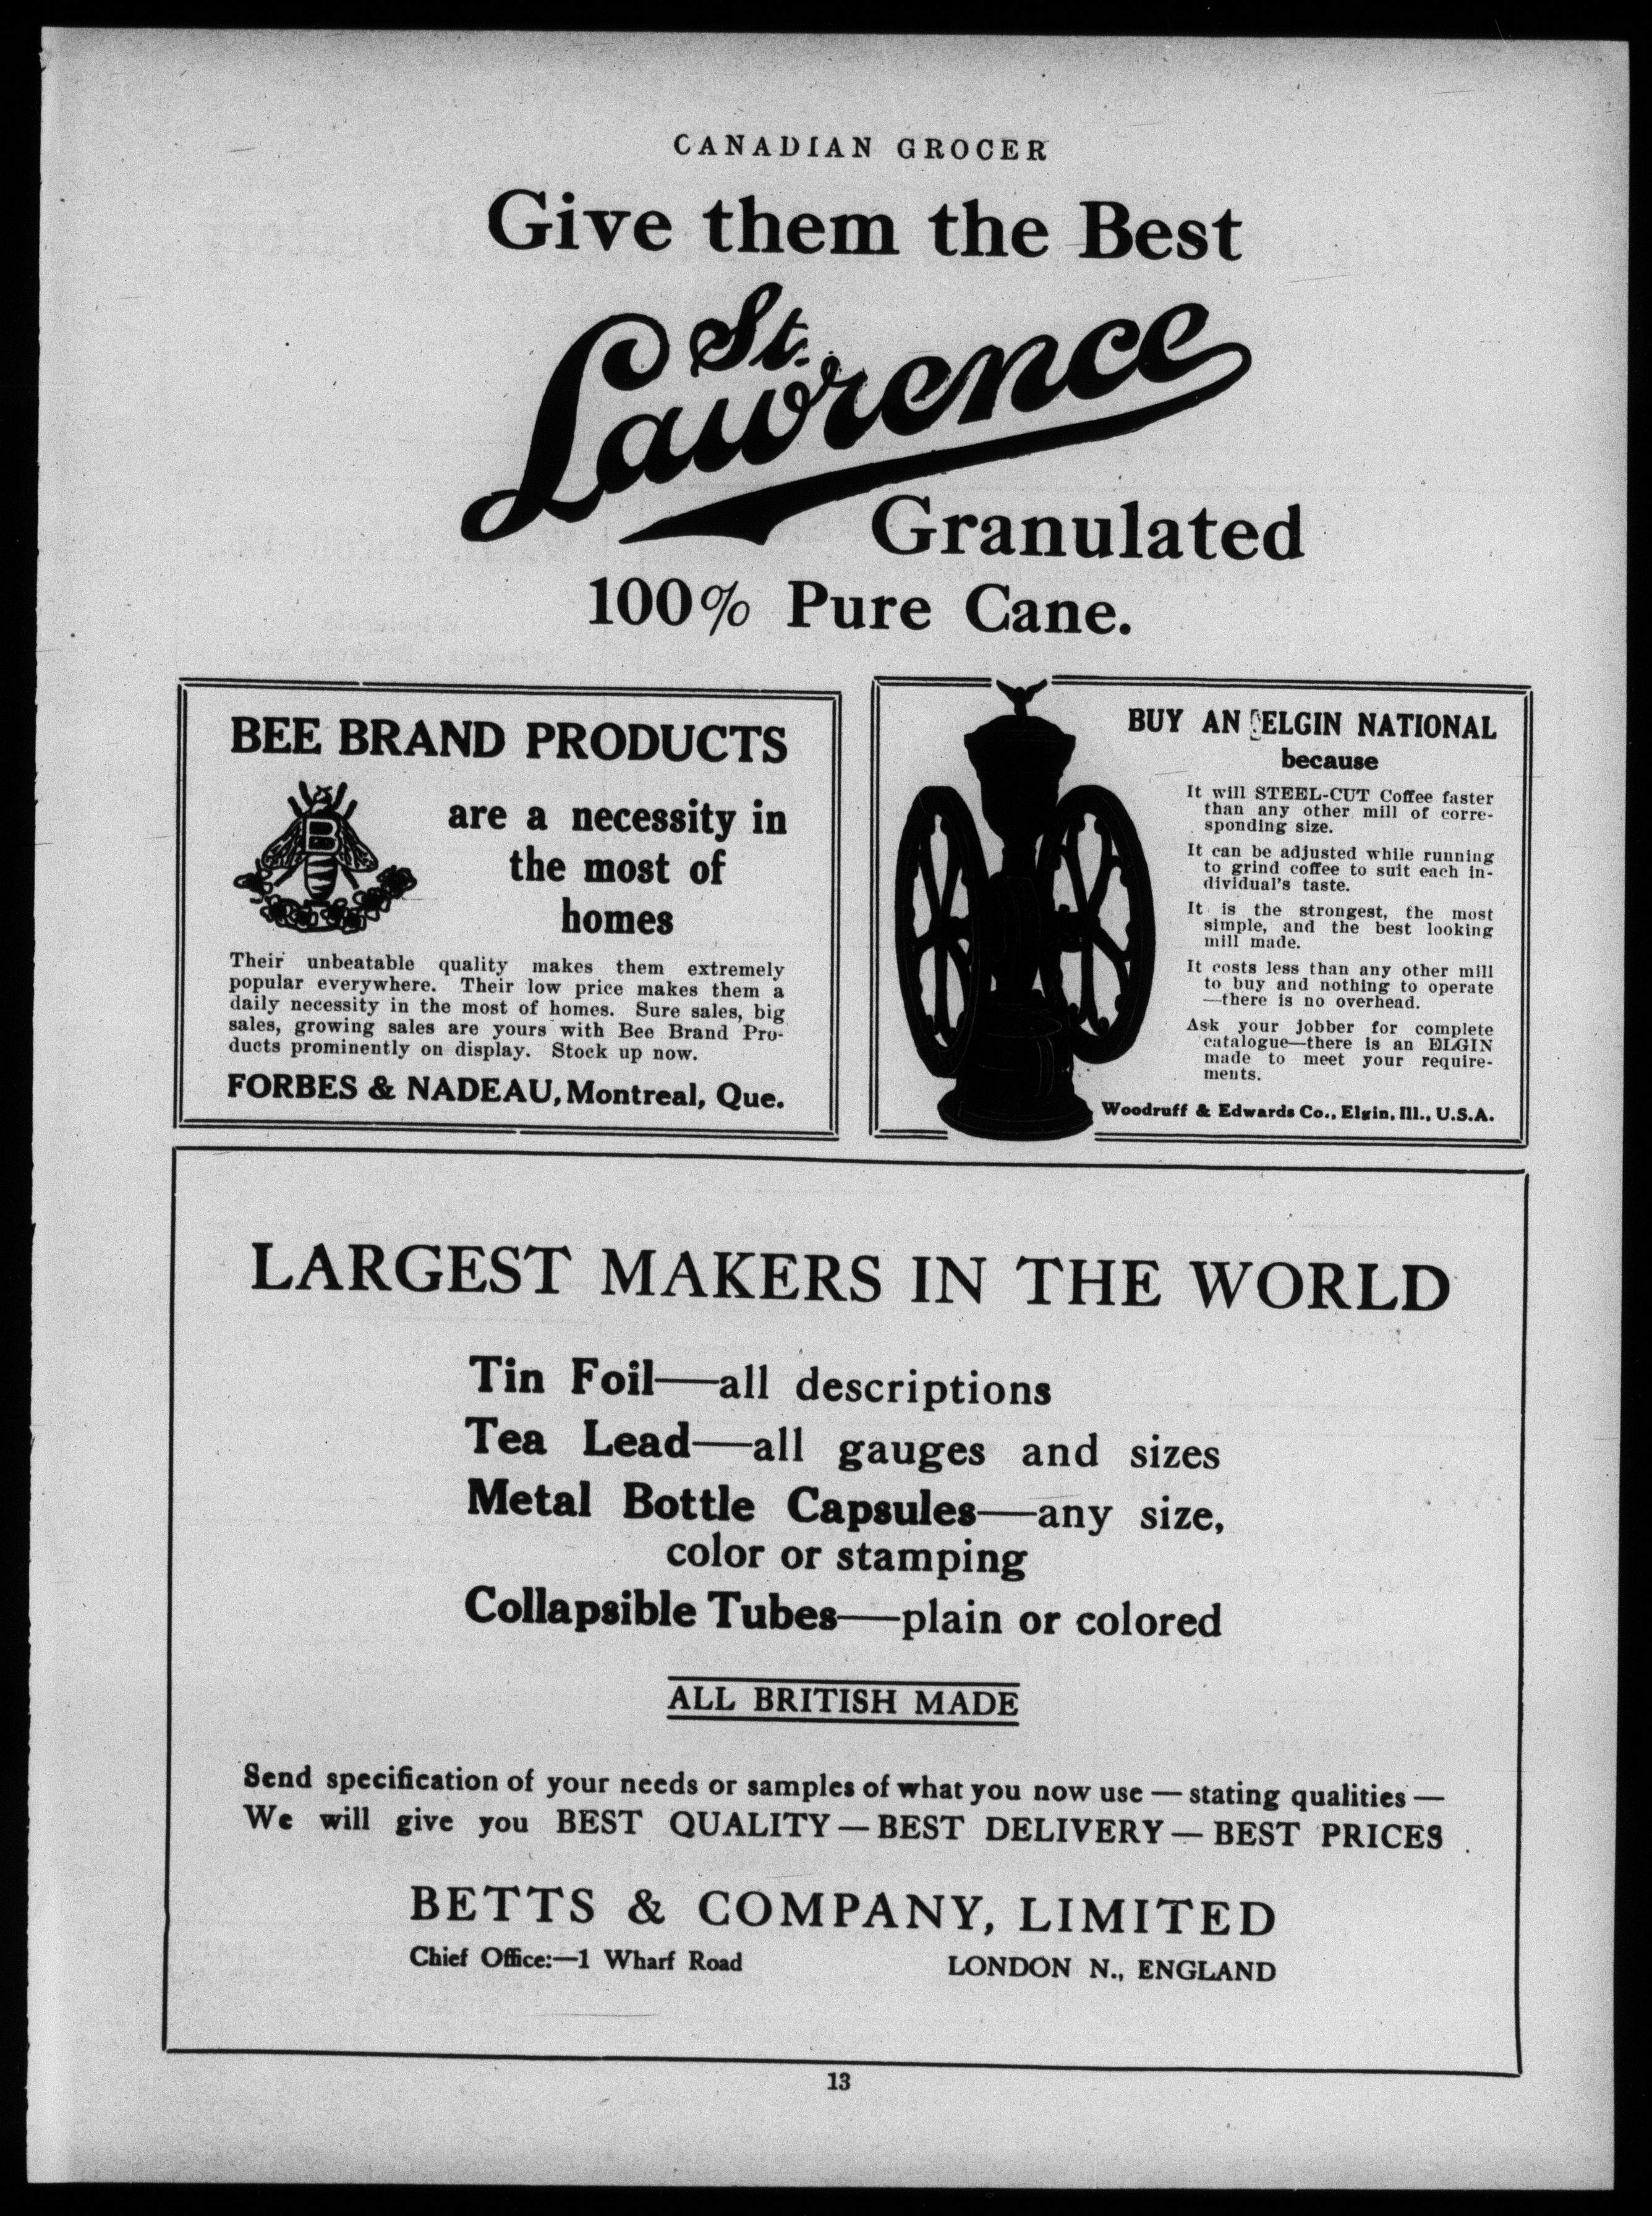 CANADIAN GROCER
Give them the Best
St.
Lawrence
Granulated
100% Pure Cane.
BEE BRAND PRODUCTS
B
are a necessity in
the most of
homes
Their unbeatable quality makes them extremely
popular everywhere. Their low price makes them a
daily necessity in the most of homes. Sure sales, big
sales, growing sales are yours with Bee Brand Pro-
ducts prominently on display. Stock up now.
FORBES & NADEAU, Montreal, Que.
BUY AN ELGIN NATIONAL
because
It will STEEL-CUT Coffee faster
than any other mill of corre-
sponding size.
It can be adjusted while running
to grind coffee to suit each in-
dividual's taste.
It is the strongest, the most
simple, and the best looking
mill made.
It costs less than any other mill
to buy and nothing to operate
—there is no overhead.
Ask your jobber for complete
catalogue—there is an ELGIN
made to meet your require-
ments.
Woodruff & Edwards Co., Elgin, Ill., U.S.A.
LARGEST MAKERS IN THE WORLD
Tin Foil—all descriptions
Tea Lead—all gauges and sizes
Metal Bottle Capsules—any size,
color or stamping
Collapsible Tubes—plain or colored
ALL BRITISH MADE
Send specification of your needs or samples of what you now use — stating qualities —
We will give you BEST QUALITY — BEST DELIVERY — BEST PRICES
BETTS & COMPANY, LIMITED
Chief Office:—1 Wharf Road LONDON N., ENGLAND
13